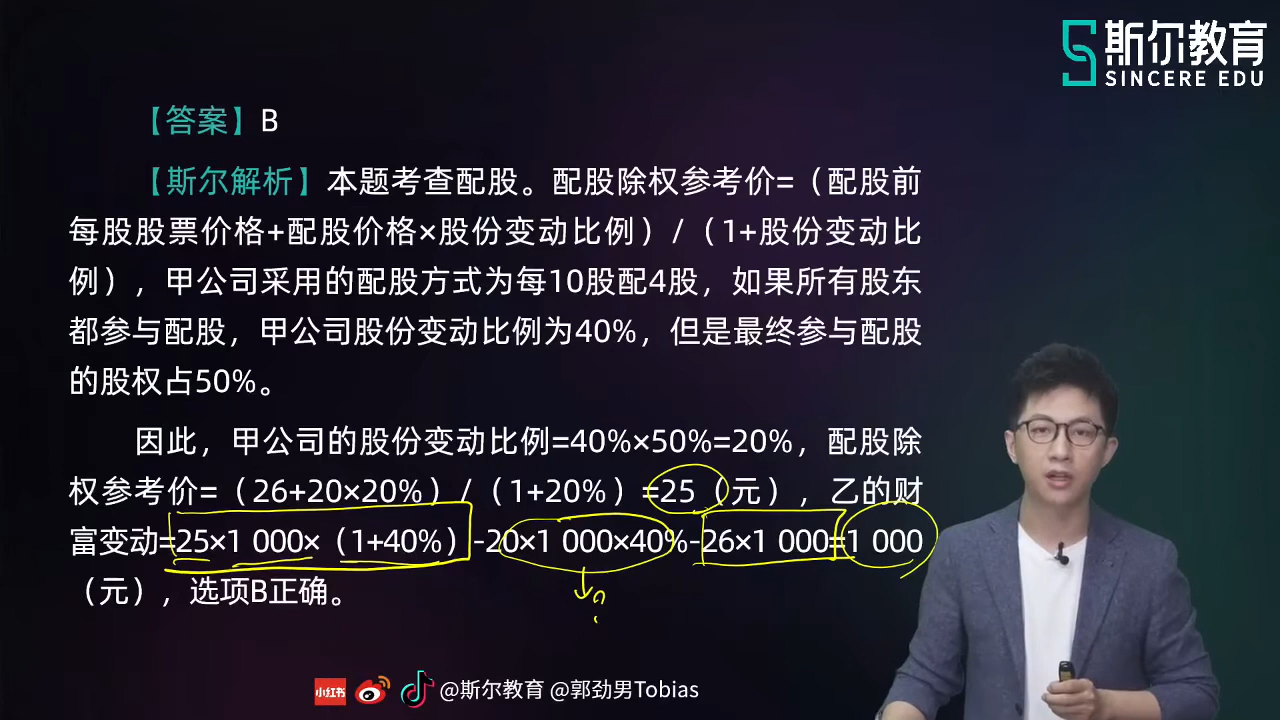 斯尔教育
SINCERE EDU
【答案】B
【斯尔解析】本题考查配股。配股除权参考价=（配股前
每股股票价格+配股价格×股份变动比例）/（1+股份变动比
例），甲公司采用的配股方式为每10股配4股，如果所有股东
都参与配股，甲公司股份变动比例为40%，但是最终参与配股
的股权占50%。
因此，甲公司的股份变动比例=40%×50%=20%，配股除
权参考价=（26+20×20%）/（1+20%）=25（元），乙的财
富变动=25×1 000×（1+40%）-20×1 000×40%-26×1 000=1 000
（元），选项B正确。
?
小红书 @斯尔教育 @郭劲男Tobias